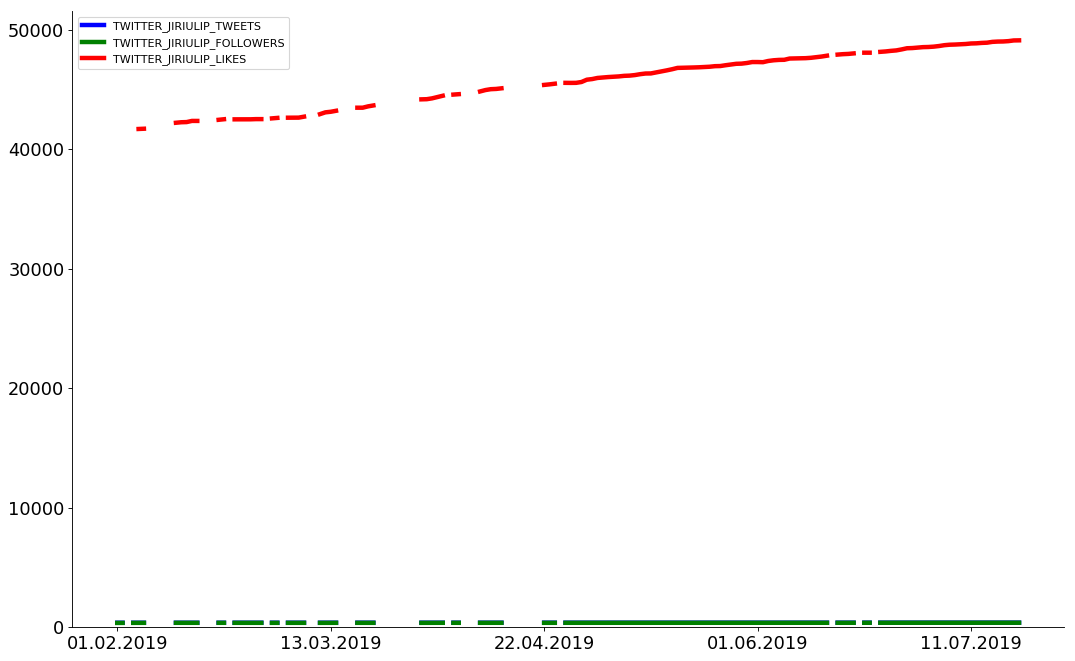 TWITTER_JIRIULIP_TWEETS
TWITTER_JIRIULIP_FOLLOWERS
TWITTER_JIRIULIP_LIKES
50000
40000
30000
20000
10000
0
01.02.2019 13.03.2019 22.04.2019 01.06.2019 11.07.2019